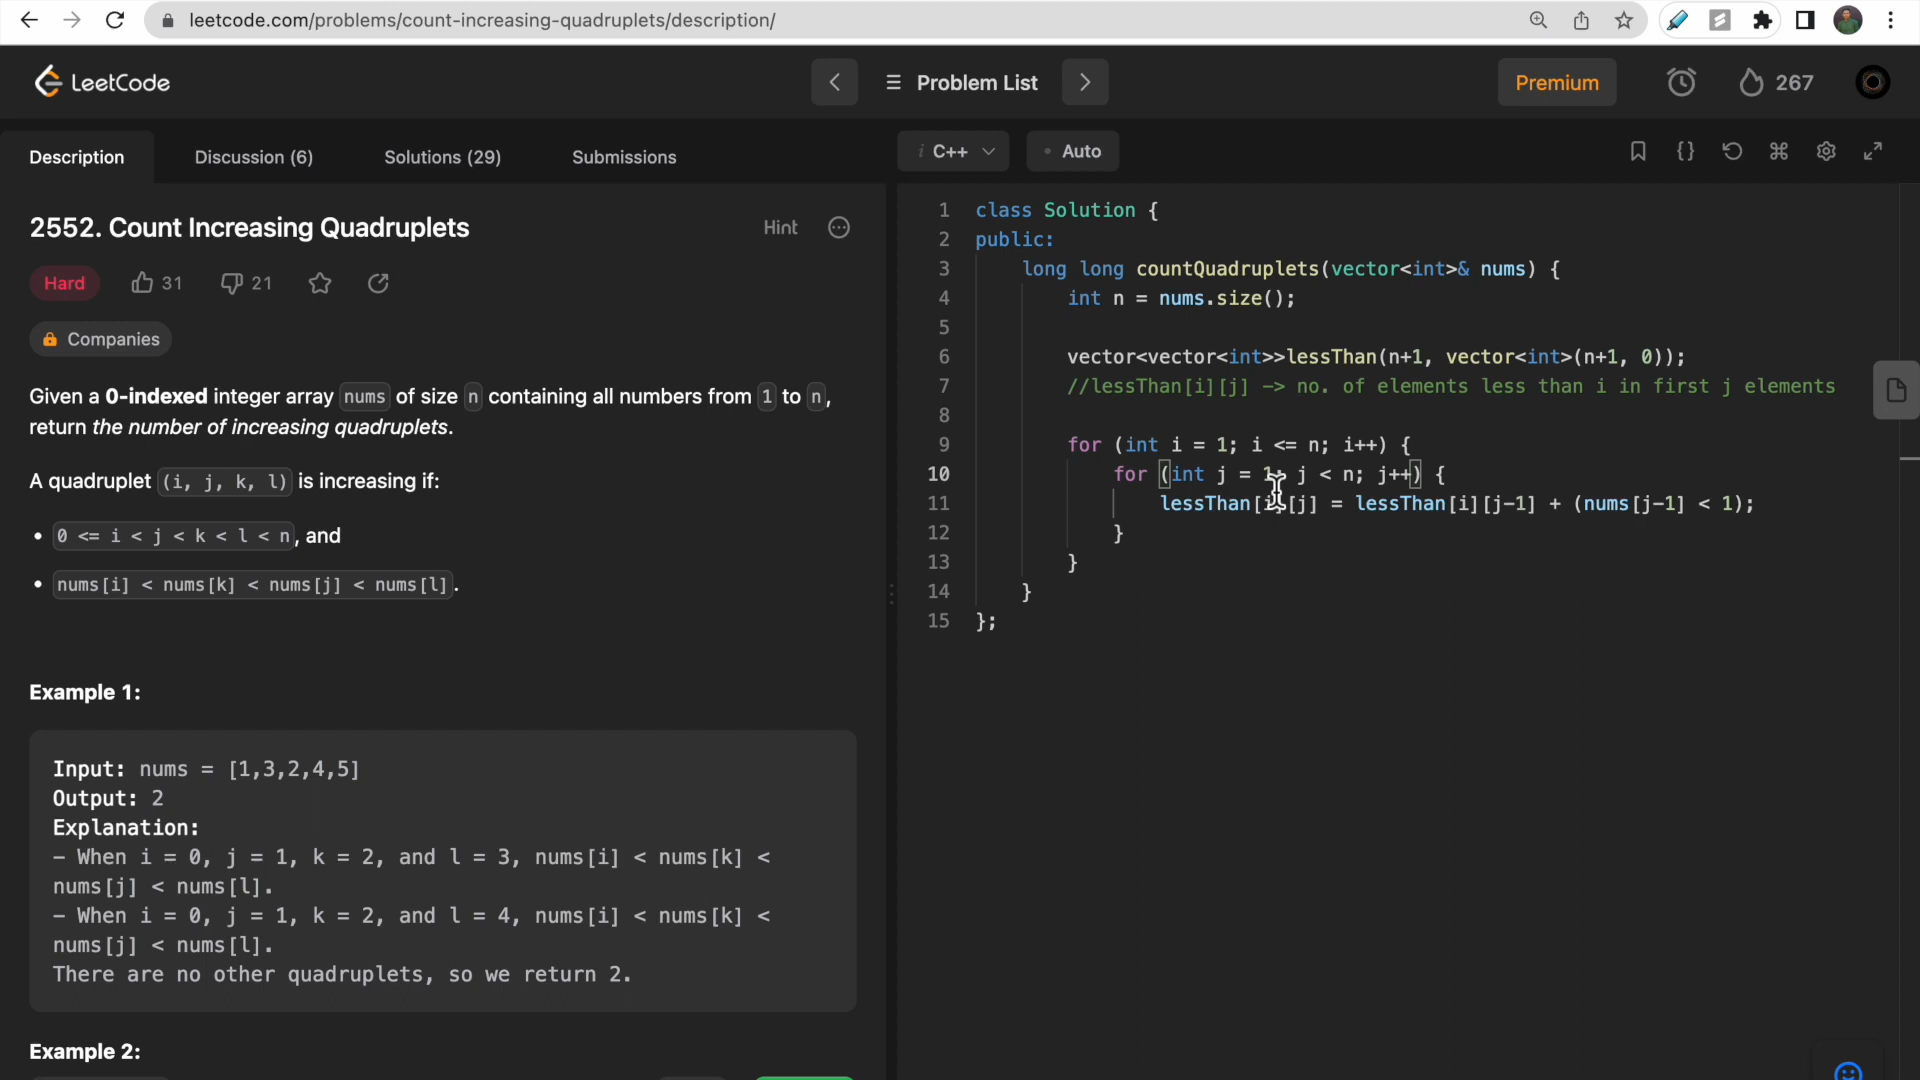 leetcode.com/problems/count-increasing-quadruplets/description/
LeetCode
Problem List
Premium
267
Description
Discussion (6)
Solutions (29)
Submissions
i C++
Auto
2552. Count Increasing Quadruplets
Hint
Hard
31
21
Companies
Given a 0-indexed integer array nums of size n containing all numbers from 1 to n,
return the number of increasing quadruplets.
A quadruplet (i, j, k, l) is increasing if:
• 0 <= i < j < k < l < n, and
• nums[i] < nums[k] < nums[j] < nums[l].
Example 1:
Input: nums = [1,3,2,4,5]
Output: 2
Explanation:
- When i = 0, j = 1, k = 2, and l = 3, nums[i] < nums[k] <
nums[j] < nums[l].
- When i = 0, j = 1, k = 2, and l = 4, nums[i] < nums[k] <
nums[j] < nums[l].
There are no other quadruplets, so we return 2.
Example 2:
1 class Solution {
2 public:
3 long long countQuadruplets(vector<int>& nums) {
4 int n = nums.size();
5
6 vector<vector<int>>lessThan(n+1, vector<int>(n+1, 0));
7 //lessThan[i][j] -> no. of elements less than i in first j elements
8
9 for (int i = 1; i <= n; i++) {
10 for (int j = 1; j < n; j++) {
11 lessThan[i][j] = lessThan[i][j-1] + (nums[j-1] < 1);
12 }
13 }
14 }
15 };